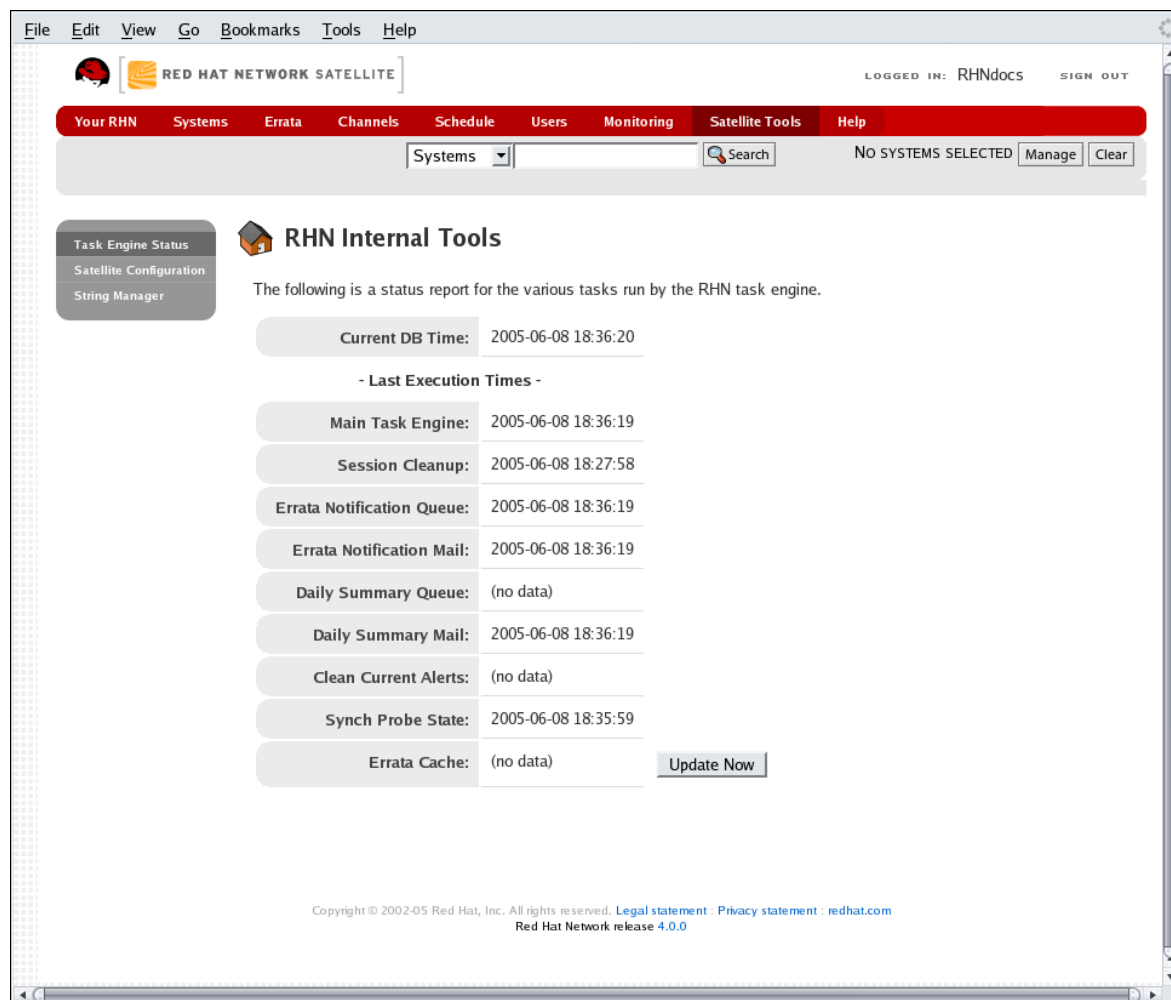 File Edit View Go Bookmarks Tools Help
RED HAT NETWORK SATELLITE
LOGGED IN: RHNdocs SIGN OUT
Your RHN Systems Errata Channels Schedule Users Monitoring Satellite Tools Help
Systems Search NO SYSTEMS SELECTED Manage Clear
Task Engine Status
Satellite Configuration
String Manager
RHN Internal Tools
The following is a status report for the various tasks run by the RHN task engine.
Current DB Time: 2005-06-08 18:36:20
- Last Execution Times -
Main Task Engine: 2005-06-08 18:36:19
Session Cleanup: 2005-06-08 18:27:58
Errata Notification Queue: 2005-06-08 18:36:19
Errata Notification Mail: 2005-06-08 18:36:19
Daily Summary Queue: (no data)
Daily Summary Mail: 2005-06-08 18:36:19
Clean Current Alerts: (no data)
Synch Probe State: 2005-06-08 18:35:59
Errata Cache: (no data) Update Now
Copyright © 2002-05 Red Hat, Inc. All rights reserved. Legal statement : Privacy statement : redhat.com
Red Hat Network release 4.0.0